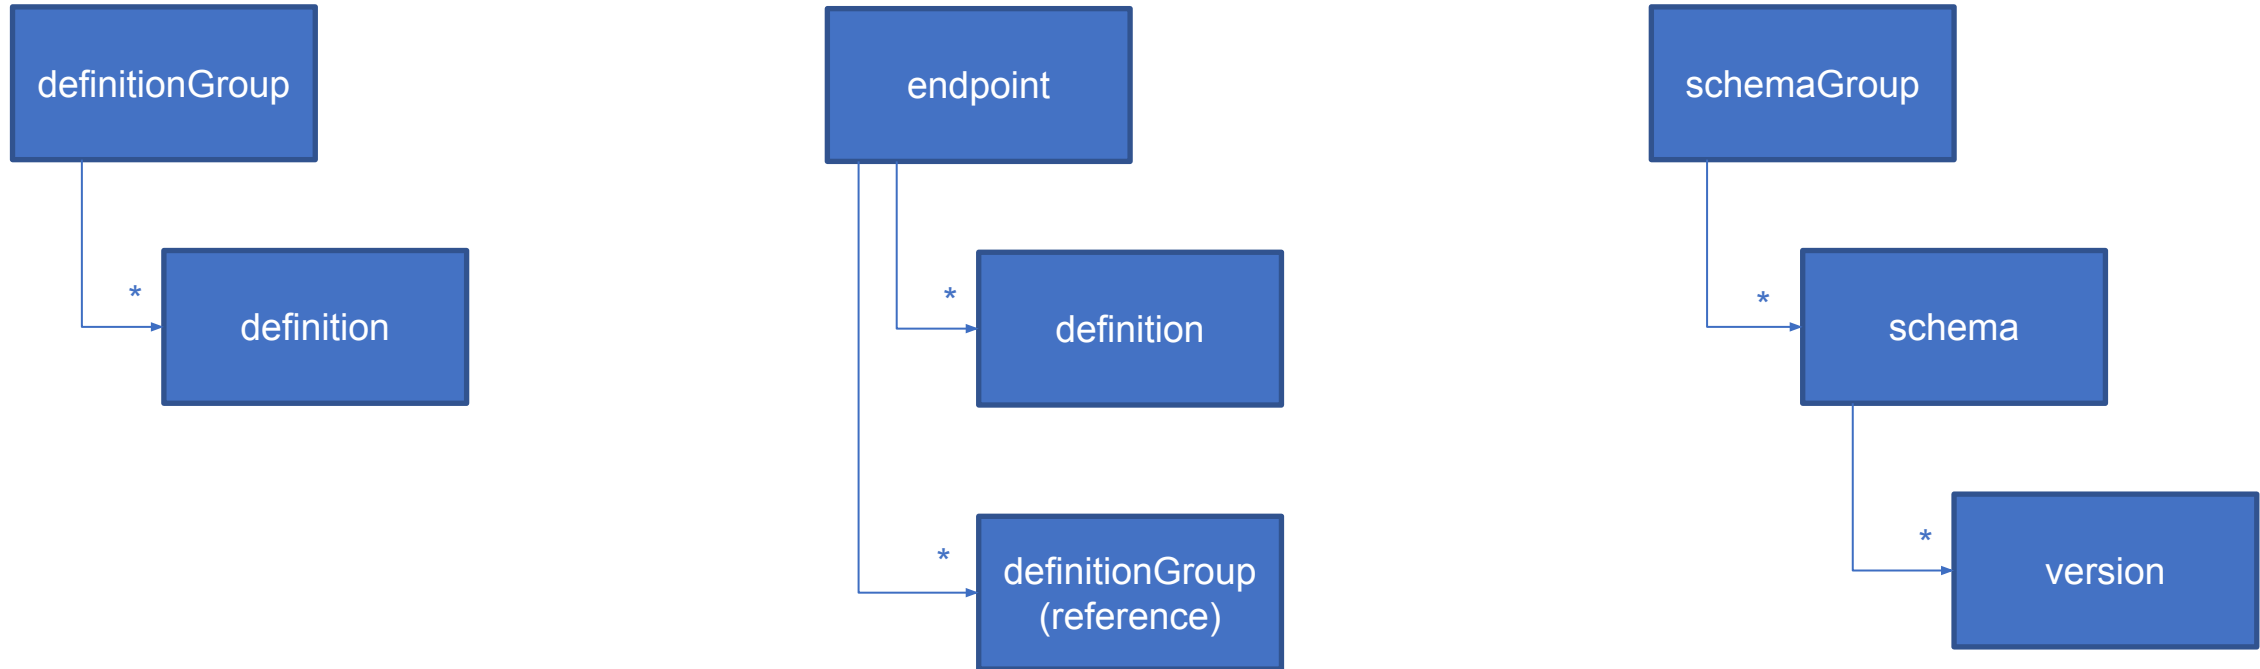 definitionGroup
*
definition
endpoint
*
definition
*
definitionGroup
(reference)
schemaGroup
*
schema
*
version